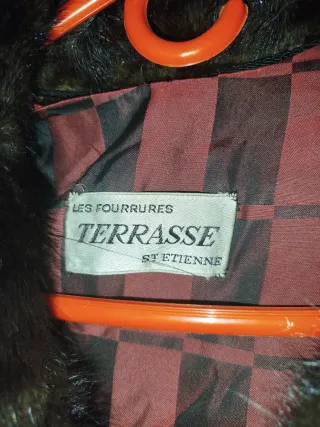 LES FOURRURES
TERRASSE
ST ETIENNE